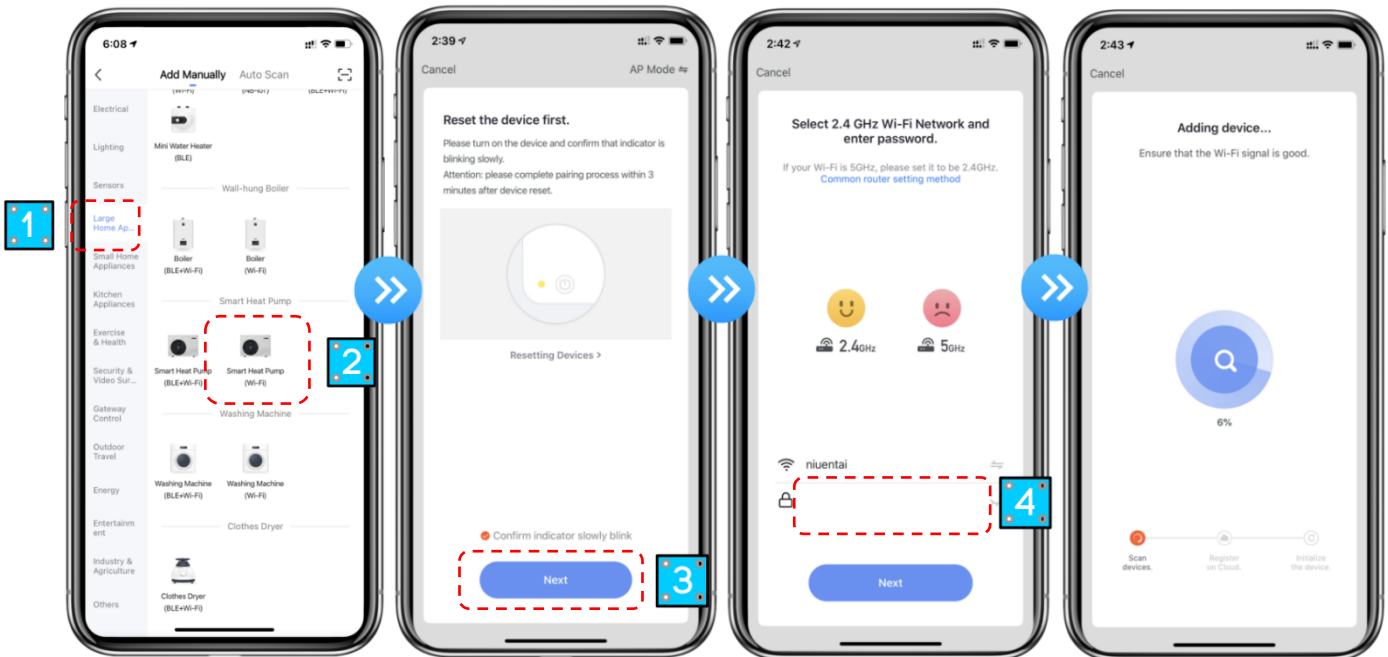 1
6:08
Add Manually Auto Scan
(Wi-Fi) (NB-IoT) (BLE+Wi-Fi)
Electrical
Lighting
Sensors
Large
Home Ap...
Small Home
Appliances
Kitchen
Appliances
Exercise
& Health
Security &
Video Sur...
Gateway
Control
Outdoor
Travel
Energy
Entertainm
ent
Industry &
Agriculture
Others
Mini Water Heater
(BLE)
Wall-hung Boiler
Boiler Boiler
(BLE+Wi-Fi) (Wi-Fi)
Smart Heat Pump
Smart Heat Pump Smart Heat Pump
(BLE+Wi-Fi) (Wi-Fi)
2
Washing Machine
Washing Machine Washing Machine
(BLE+Wi-Fi) (Wi-Fi)
Clothes Dryer
Clothes Dryer
(BLE+Wi-Fi)
2:39
Cancel AP Mode
Reset the device first.
Please turn on the device and confirm that indicator is
blinking slowly.
Attention: please complete pairing process within 3
minutes after device reset.
Resetting Devices >
Confirm indicator slowly blink
Next
3
2:42
Cancel
Select 2.4 GHz Wi-Fi Network and
enter password.
If your Wi-Fi is 5GHz, please set it to be 2.4GHz.
Common router setting method
2.4GHz 5GHz
niuentai
4
Next
2:43
Cancel
Adding device...
Ensure that the Wi-Fi signal is good.
6%
Scan
devices.
Register
on Cloud.
Initialize
the device.